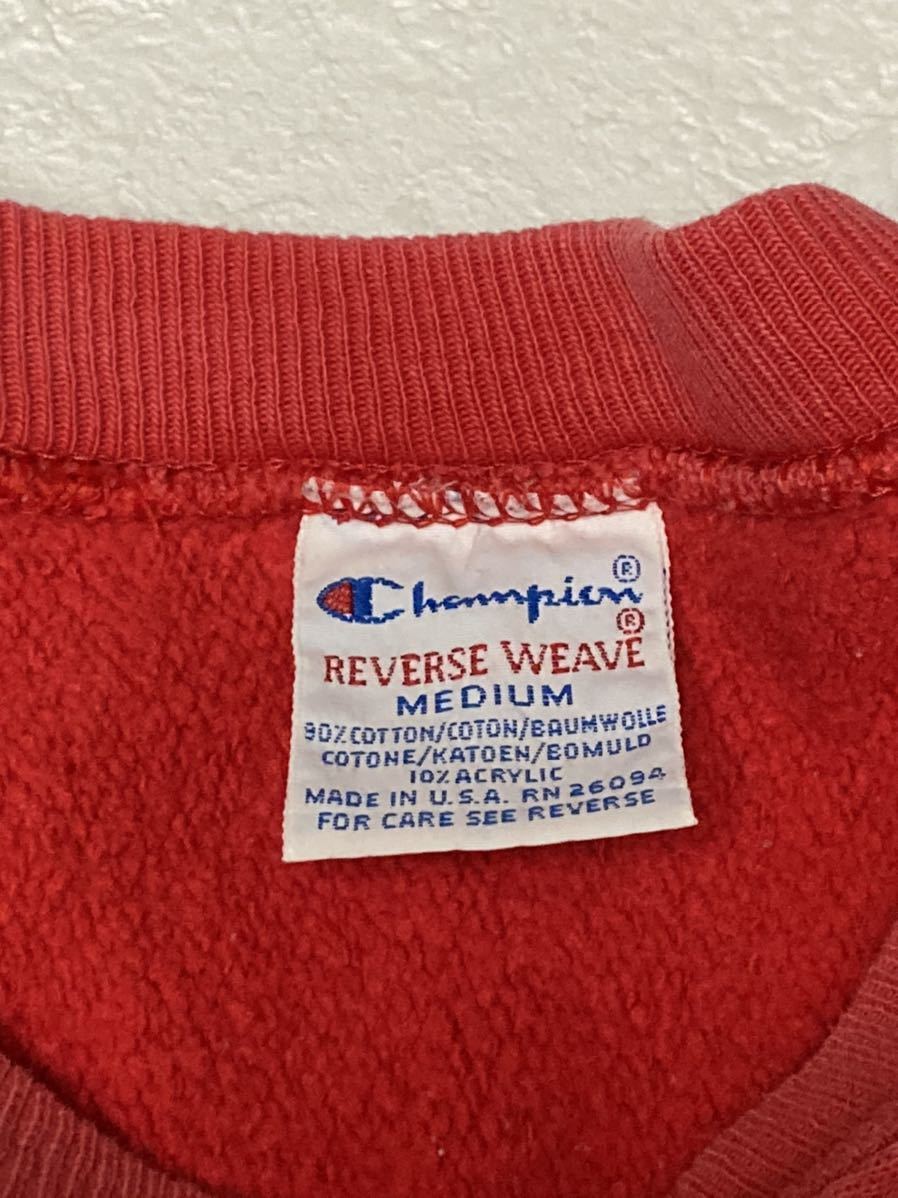 Champion ®
REVERSE WEAVE ®
MEDIUM
90% COTTON/COTON/BAUMWOLLE
COTONE/KATOEN/BOMULD
10% ACRYLIC
MADE IN U.S.A. RN 26094
FOR CARE SEE REVERSE